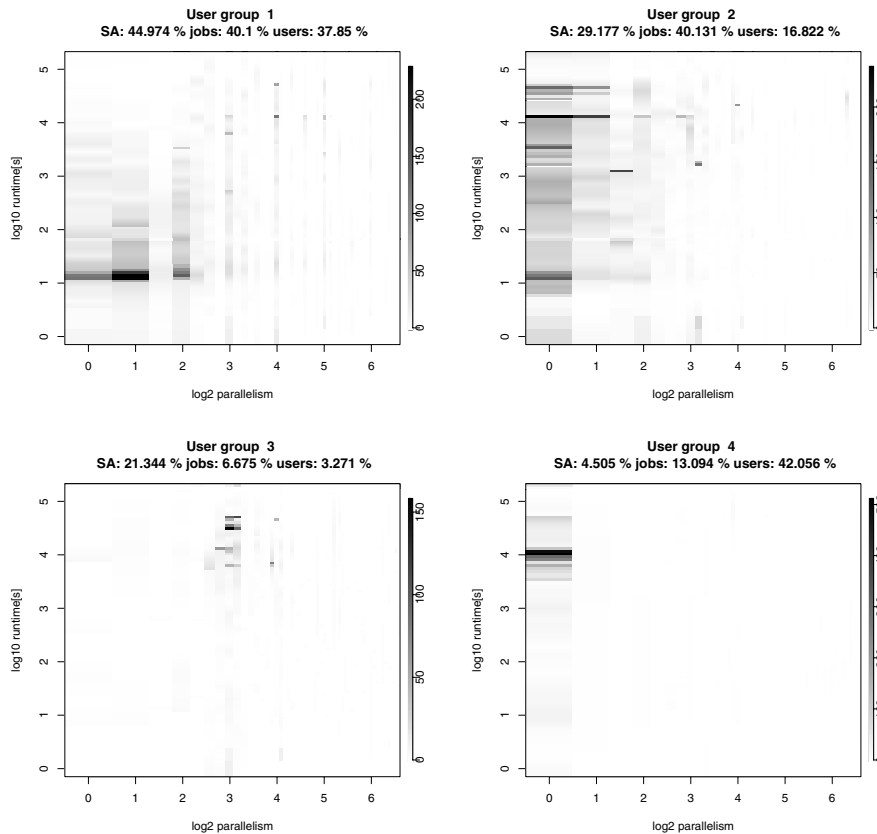 User group 1
SA: 44.974 % jobs: 40.1 % users: 37.85 %
log10 runtime[s]
0 1 2 3 4 5
0 1 2 3 4 5 6
log2 parallelism
0 50 100 150 200
User group 2
SA: 29.177 % jobs: 40.131 % users: 16.822 %
log10 runtime[s]
0 1 2 3 4 5
0 1 2 3 4 5 6
log2 parallelism
User group 3
SA: 21.344 % jobs: 6.675 % users: 3.271 %
log10 runtime[s]
0 1 2 3 4 5
0 1 2 3 4 5 6
log2 parallelism
0 50 100 150
User group 4
SA: 4.505 % jobs: 13.094 % users: 42.056 %
log10 runtime[s]
0 1 2 3 4 5
0 1 2 3 4 5 6
log2 parallelism